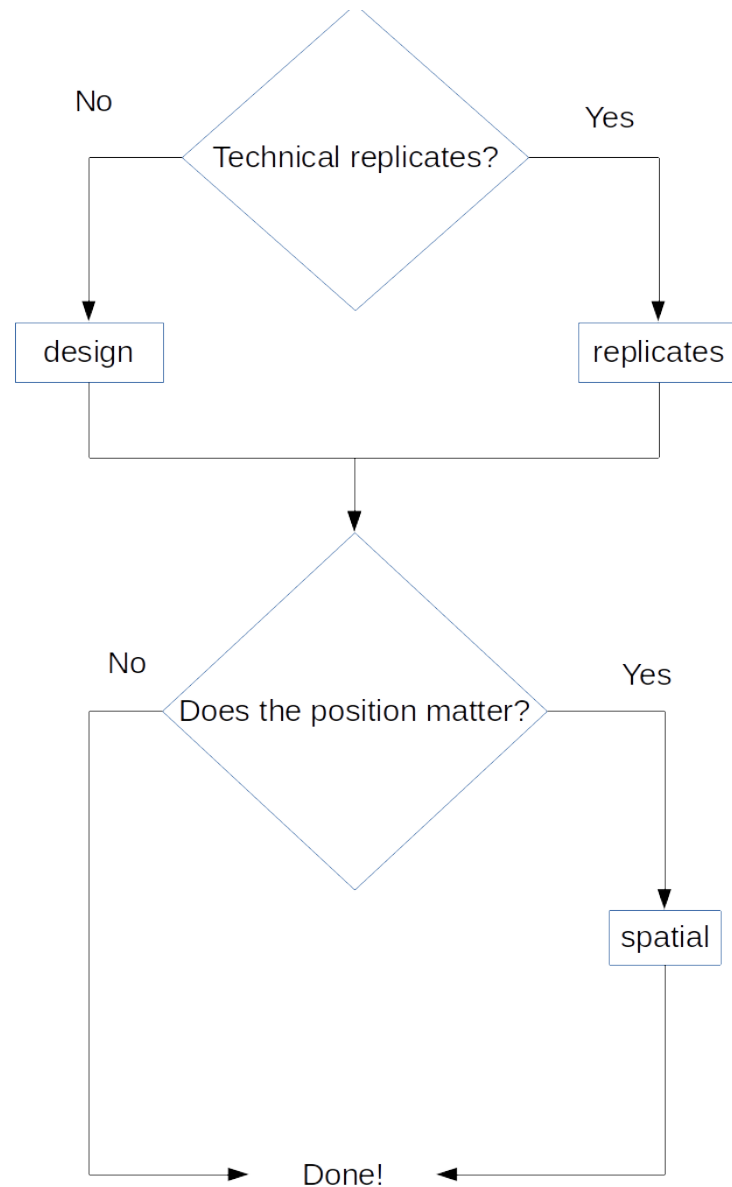 No
Yes
Technical replicates?
design
replicates
No
Yes
Does the position matter?
spatial
Done!